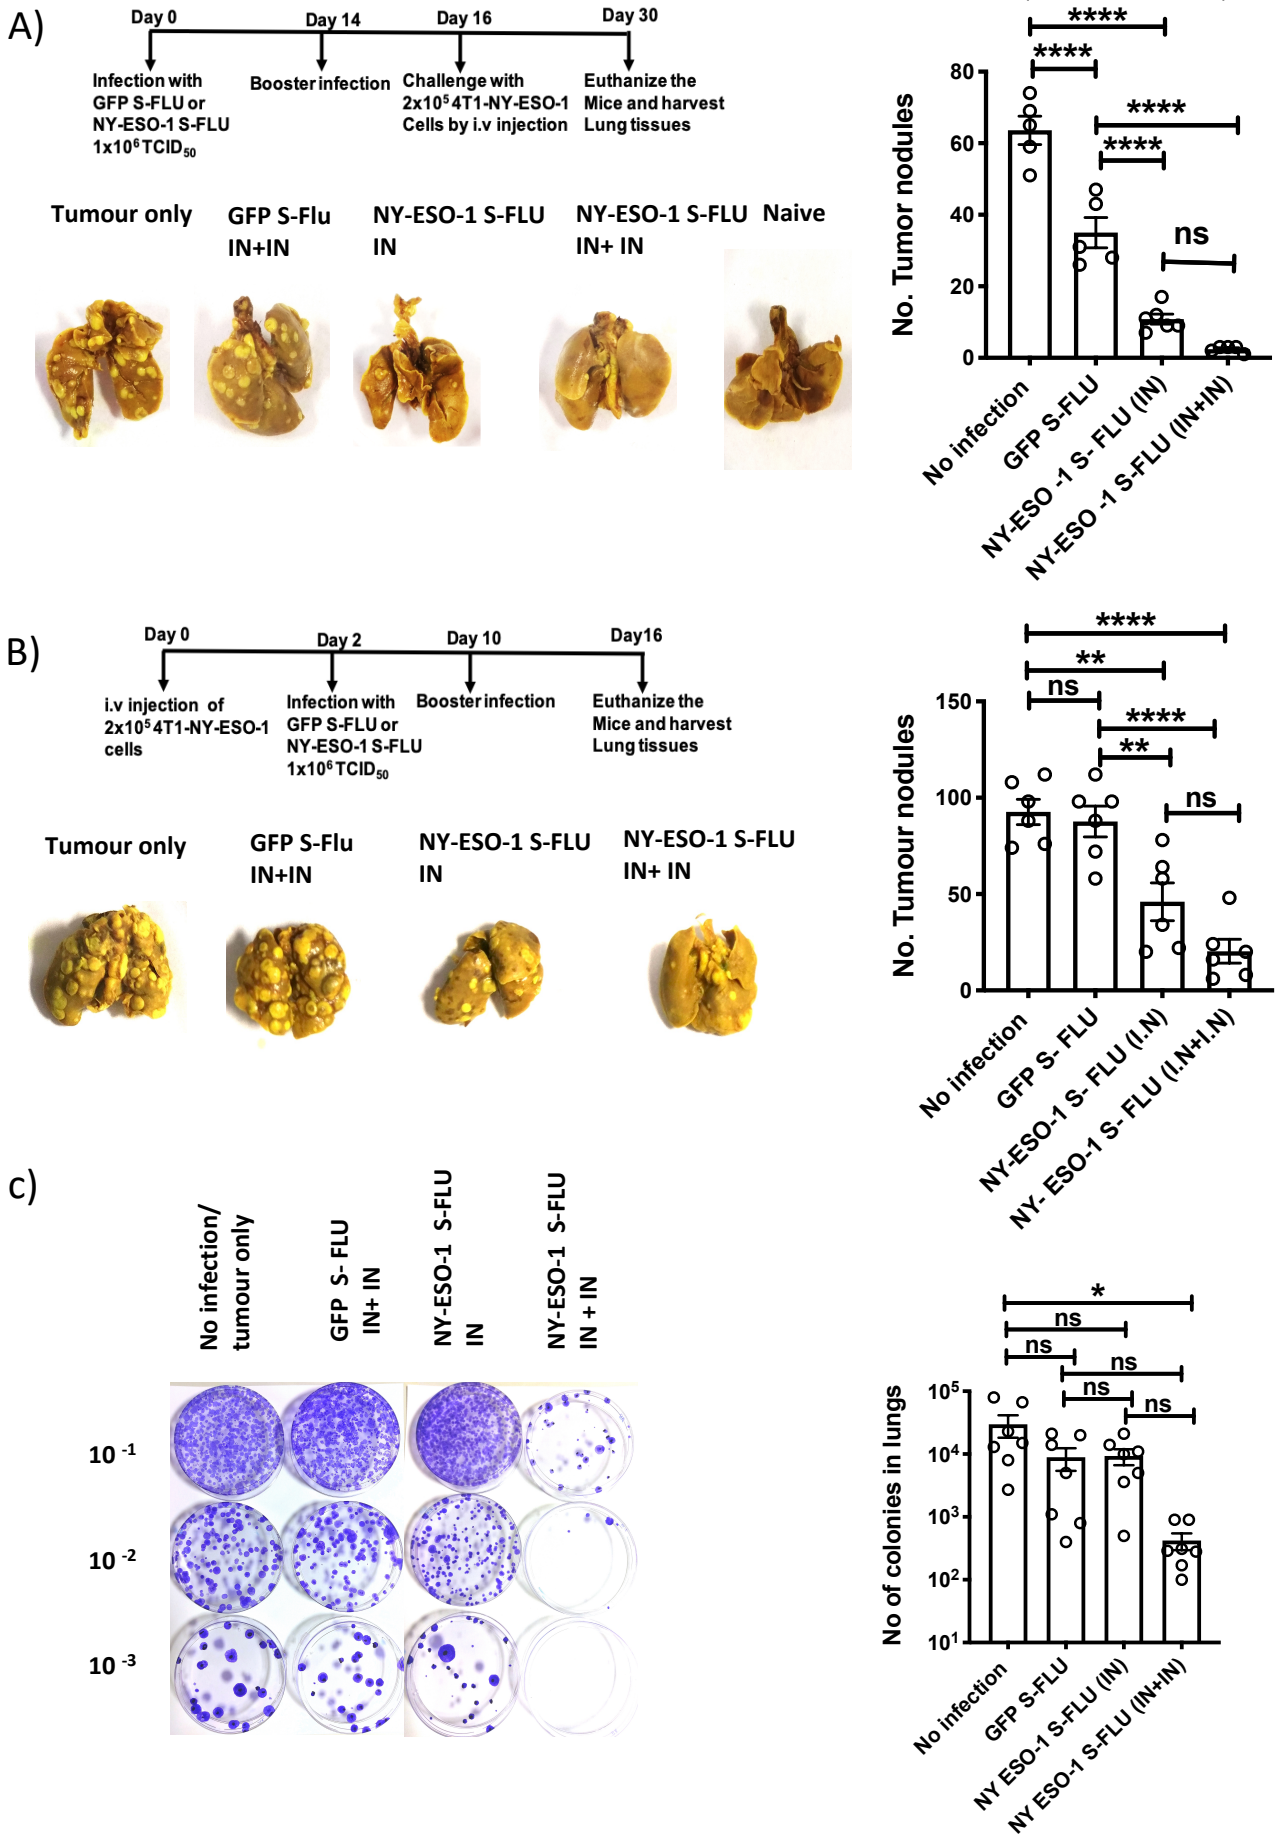 A)
Day 0
Day 14
Day 16
Day 30
Infection with
GFP S-FLU or
NY-ESO-1 S-FLU
1x10⁶ TCID₅₀
Booster infection
Challenge with
2x10⁵ 4T1-NY-ESO-1
Cells by i.v injection
Euthanize the
Mice and harvest
Lung tissues
Tumour only
GFP S-Flu
IN+IN
NY-ESO-1 S-FLU
IN
NY-ESO-1 S-FLU
IN+ IN
Naive
****
****
****
****
ns
No. Tumor nodules
80
60
40
20
0
No infection
GFP S-FLU
NY-ESO -1 S- FLU (IN)
NY-ESO -1 S-FLU (IN+IN)
B)
Day 0
Day 2
Day 10
Day16
i.v injection of
2x10⁵ 4T1-NY-ESO-1
cells
Infection with
GFP S-FLU or
NY-ESO-1 S-FLU
1x10⁶ TCID₅₀
Booster infection
Euthanize the
Mice and harvest
Lung tissues
Tumour only
GFP S-Flu
IN+IN
NY-ESO-1 S-FLU
IN
NY-ESO-1 S-FLU
IN+ IN
****
**
ns
****
**
ns
No. Tumour nodules
150
100
50
0
No infection
GFP S- FLU
NY-ESO-1 S- FLU (I.N)
NY- ESO-1 S- FLU (I.N+I.N)
c)
No infection/
tumour only
GFP S- FLU
IN+ IN
NY-ESO-1 S-FLU
IN
NY-ESO-1 S-FLU
IN + IN
10 -1
10 -2
10 -3
*
ns
ns
ns
ns
ns
No of colonies in lungs
10⁵
10⁴
10³
10²
10¹
No infection
GFP S-FLU
NY ESO-1 S-FLU (IN)
NY ESO-1 S-FLU (IN+IN)